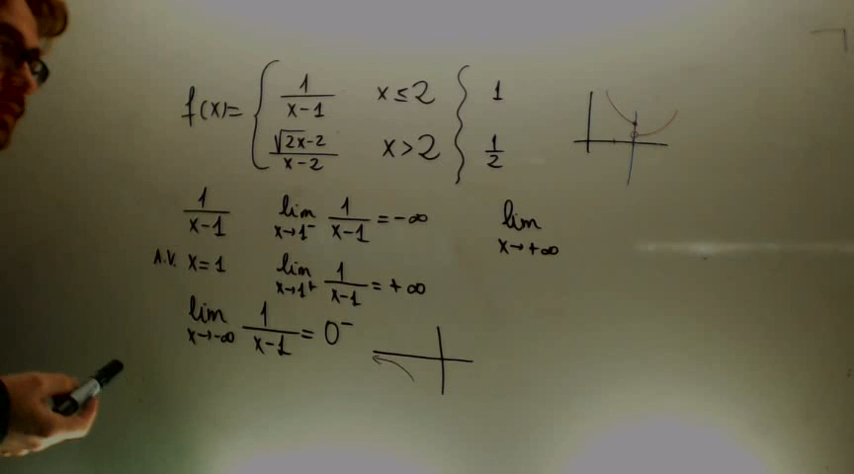 f(x)= { 1/(x-1) x≤2 } 1
(√2x-2)/(x-2) x>2 } 1/2
1/(x-1) lim x→1⁻ 1/(x-1) = -∞ lim x→+∞
A.V. x=1 lim x→1⁺ 1/(x-1) = +∞
lim x→-∞ 1/(x-1) = 0⁻